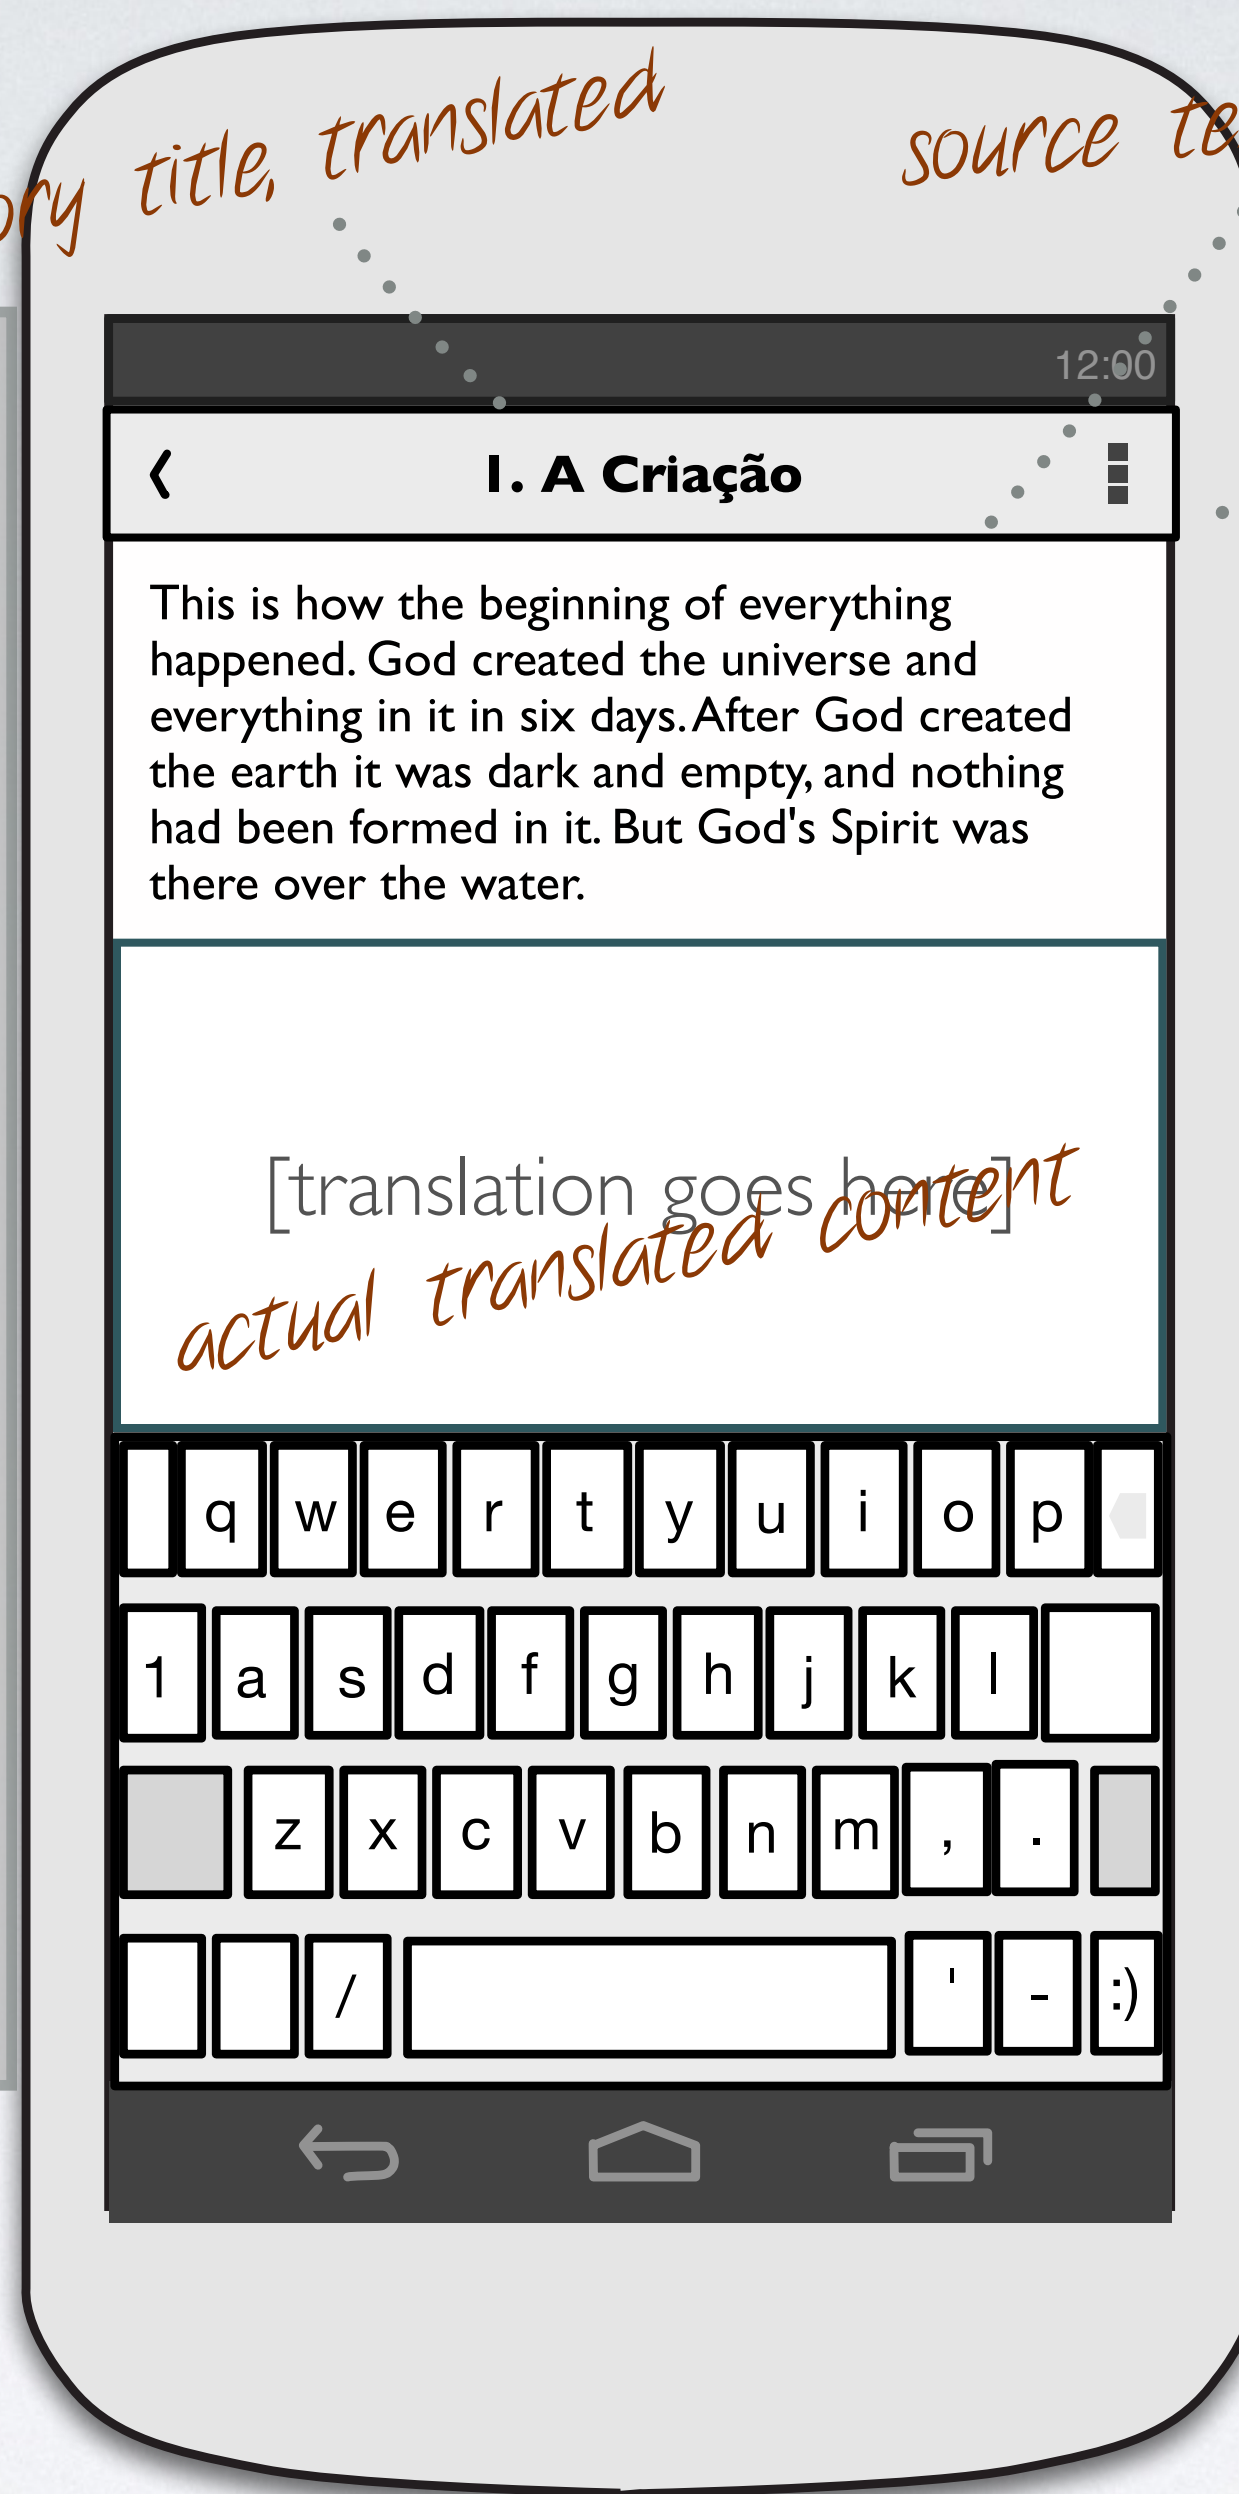 title, translated
source
12:00
1. A Criação
This is how the beginning of everything
happened. God created the universe and
everything in it in six days. After God created
the earth it was dark and empty, and nothing
had been formed in it. But God's Spirit was
there over the water.
[translation goes here]
actual translated content
q w e r t y u i o p
1 a s d f g h j k l
z x c v b n m , .
/ ' - :)